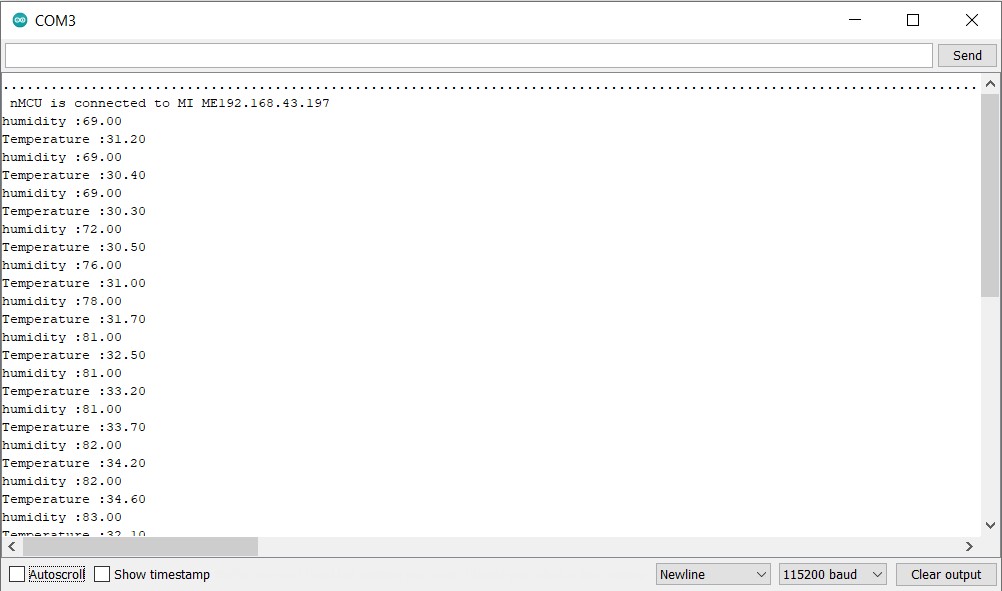 COM3
Send
................................................................................................................
nMCU is connected to MI ME192.168.43.197
humidity :69.00
Temperature :31.20
humidity :69.00
Temperature :30.40
humidity :69.00
Temperature :30.30
humidity :72.00
Temperature :30.50
humidity :76.00
Temperature :31.00
humidity :78.00
Temperature :31.70
humidity :81.00
Temperature :32.50
humidity :81.00
Temperature :33.20
humidity :81.00
Temperature :33.70
humidity :82.00
Temperature :34.20
humidity :82.00
Temperature :34.60
humidity :83.00
Temperature :32.10
Autoscroll Show timestamp Newline 115200 baud Clear output